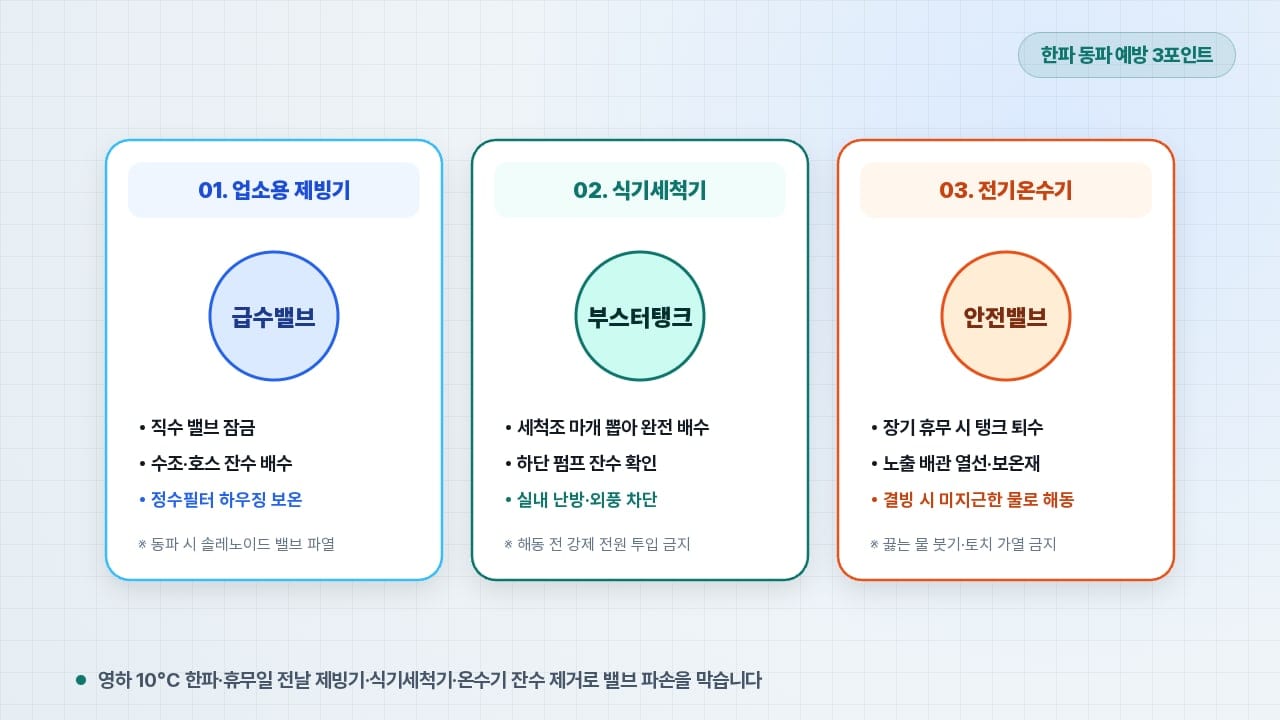 한파 동파 예방 3포인트
01. 업소용 제빙기
급수밸브
• 직수 밸브 잠금
• 수조·호스 잔수 배수
• 정수필터 하우징 보온
※ 동파 시 솔레노이드 밸브 파열
02. 식기세척기
부스터탱크
• 세척조 마개 뽑아 완전 배수
• 하단 펌프 잔수 확인
• 실내 난방·외풍 차단
※ 해동 전 강제 전원 투입 금지
03. 전기온수기
안전밸브
• 장기 휴무 시 탱크 퇴수
• 노출 배관 열선·보온재
• 결빙 시 미지근한 물로 해동
※ 끓는 물 붓기·토치 가열 금지
영하 10°C 한파·휴무일 전날 제빙기·식기세척기·온수기 잔수 제거로 밸브 파손을 막습니다